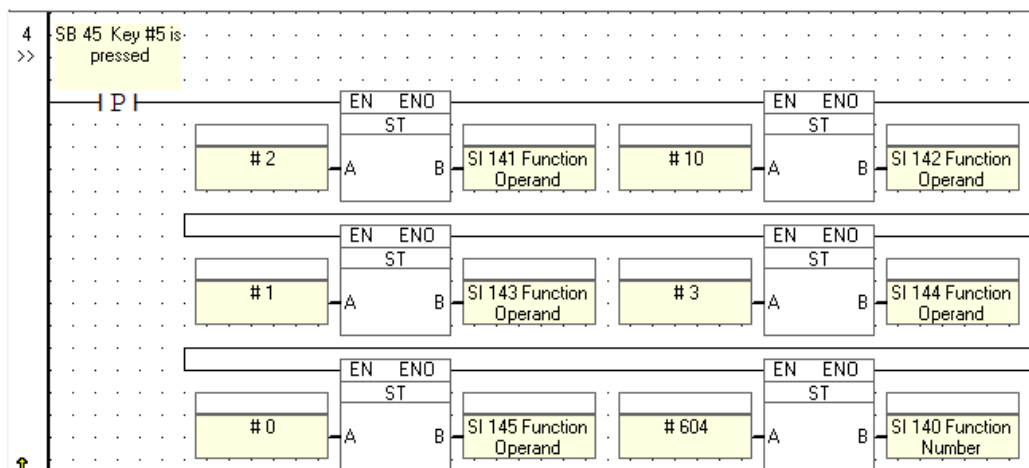 4
>>
SB 45 Key #5 is
pressed
P
EN ENO
EN ENO
ST
ST
# 2
A
B
SI 141 Function
Operand
# 10
A
B
SI 142 Function
Operand
EN ENO
EN ENO
ST
ST
# 1
A
B
SI 143 Function
Operand
# 3
A
B
SI 144 Function
Operand
EN ENO
EN ENO
ST
ST
# 0
A
B
SI 145 Function
Operand
# 604
A
B
SI 140 Function
Number